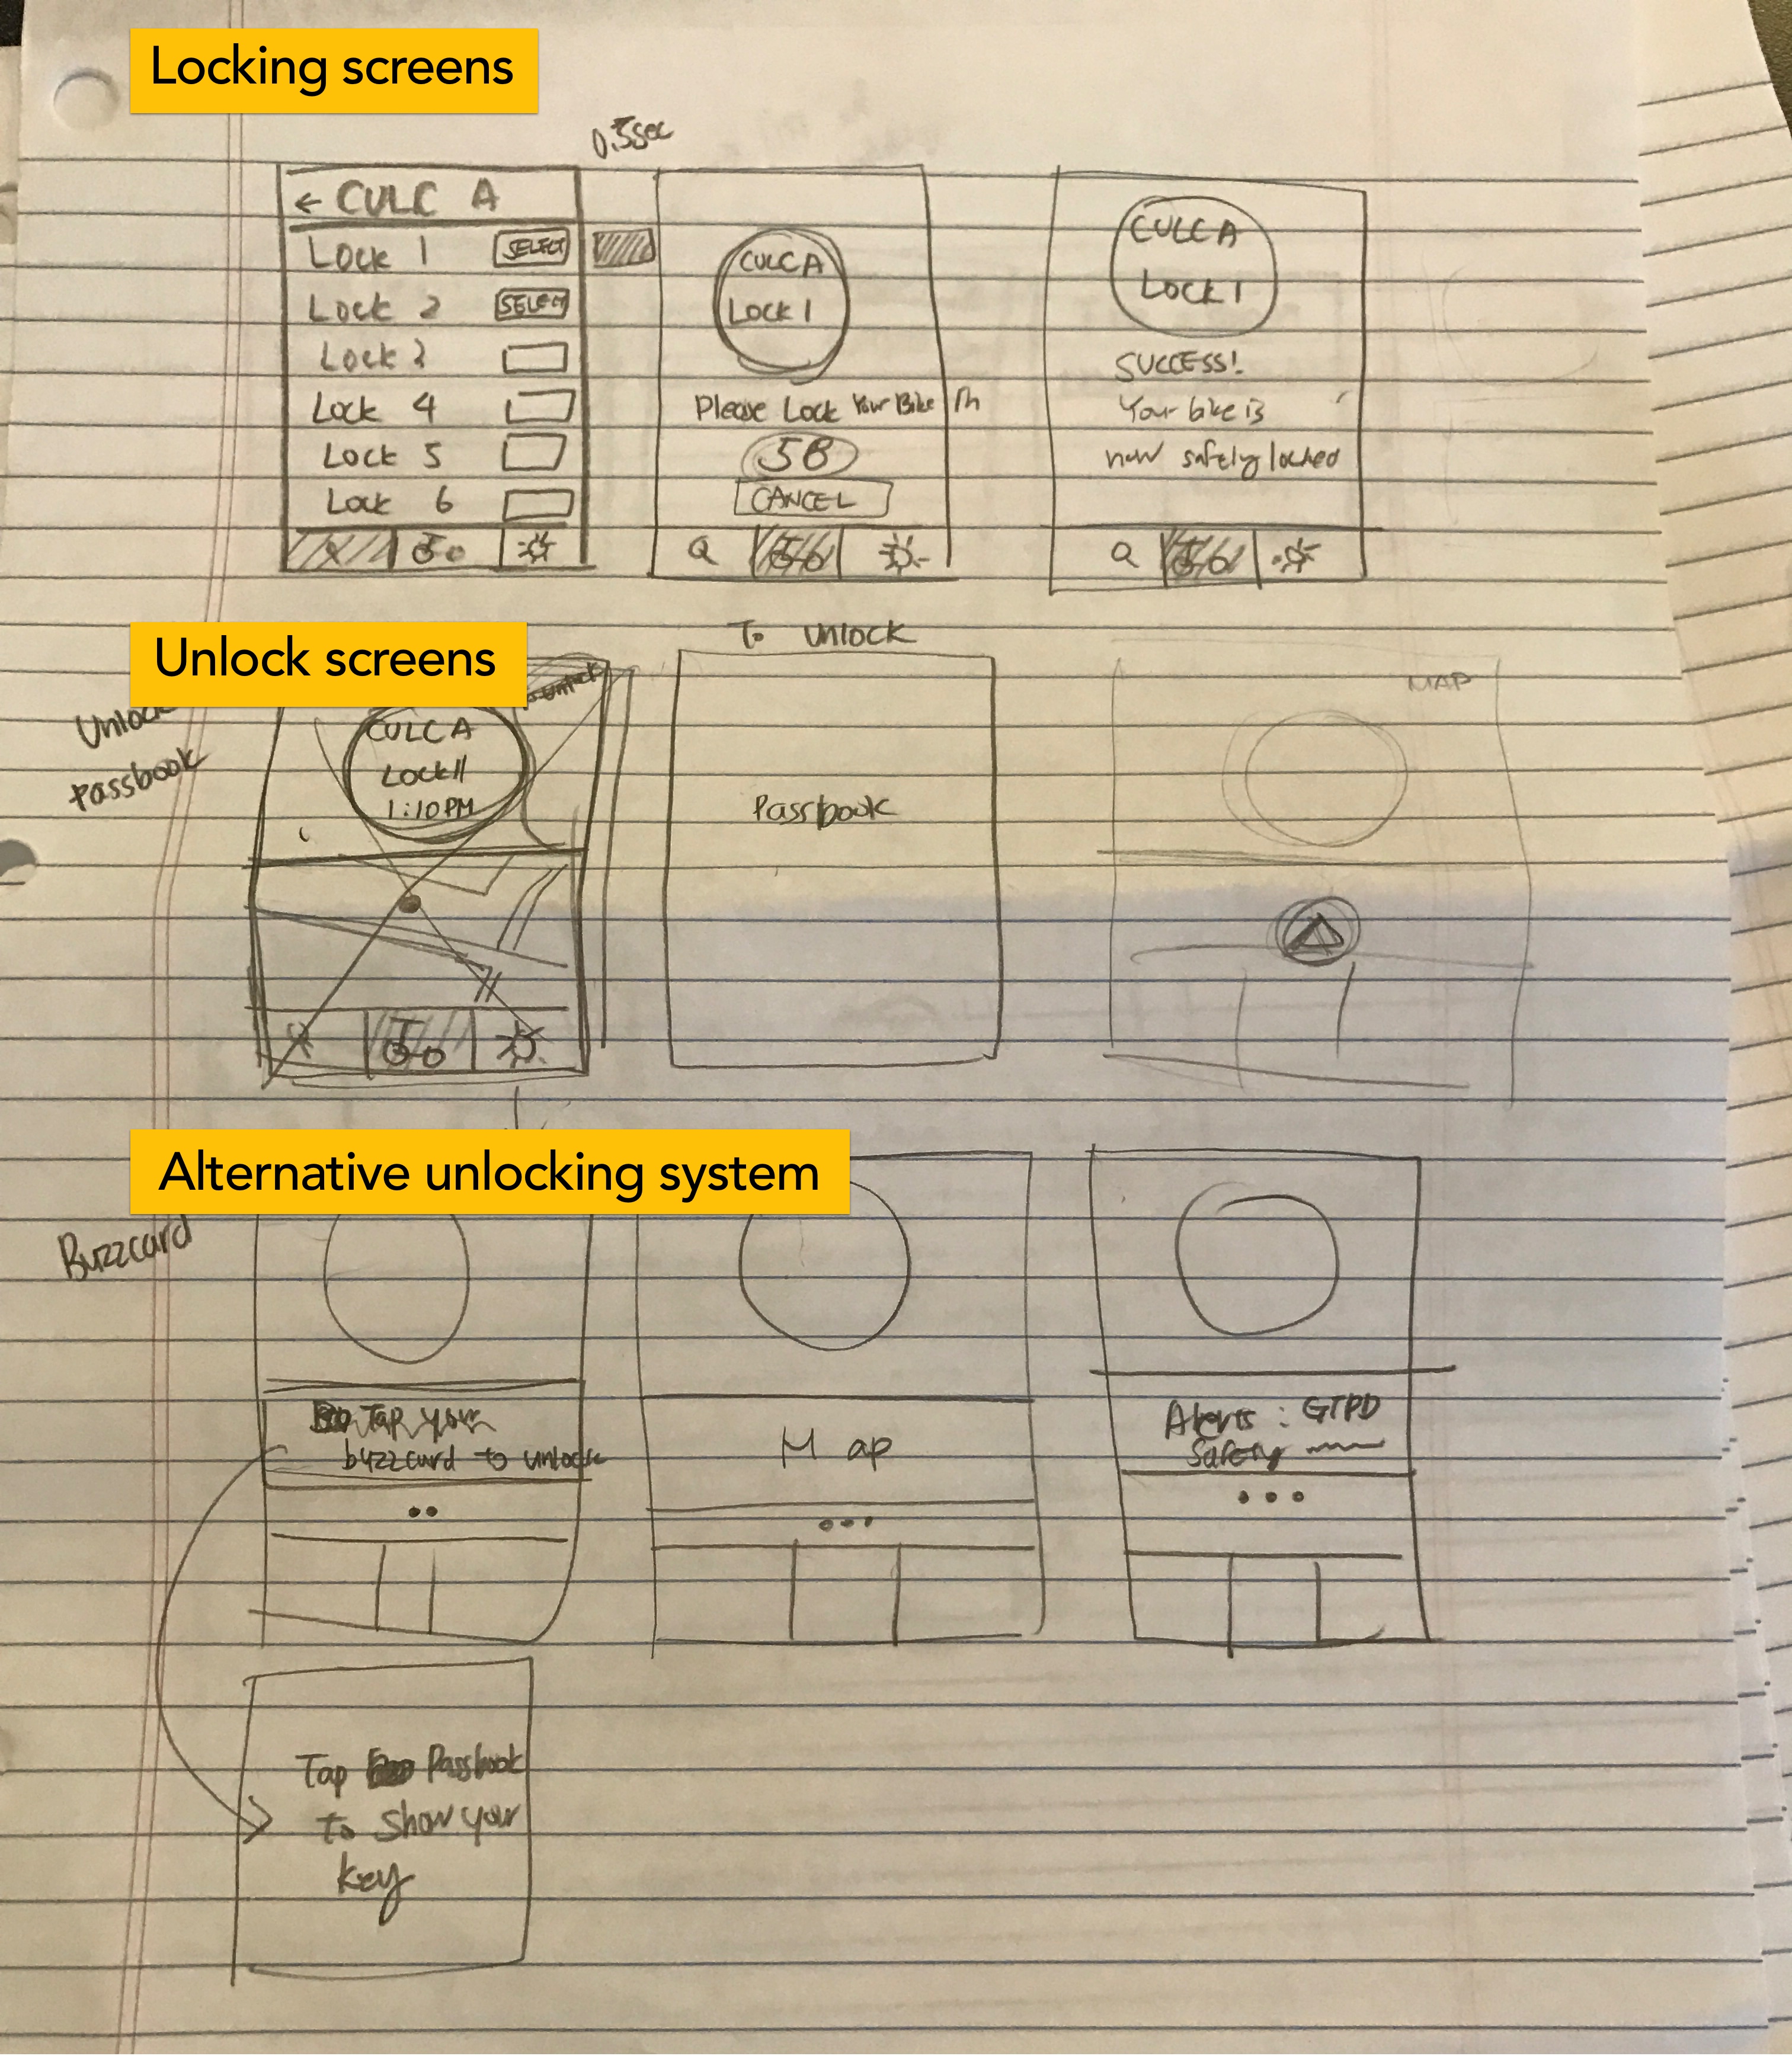 Locking screens
0.5sec
← CULC A
Lock 1 SELECT
Lock 2 SELECT
Lock 3
Lock 4
Lock 5
Lock 6
CULC A
LOCK 1
Please Lock Your Bike In
58
CANCEL
CULC A
LOCK 1
SUCCESS!
Your bike is
now safely locked
Unlock screens
Unlock
Passbook
unlock
CULC A
LOCK 11
1:10PM
To unlock
Passbook
MAP
Alternative unlocking system
Buzzcard
Tap your
buzzcard to unlock
Map
Alerts : GTPD
Safety
Tap Passbook
to show your
key